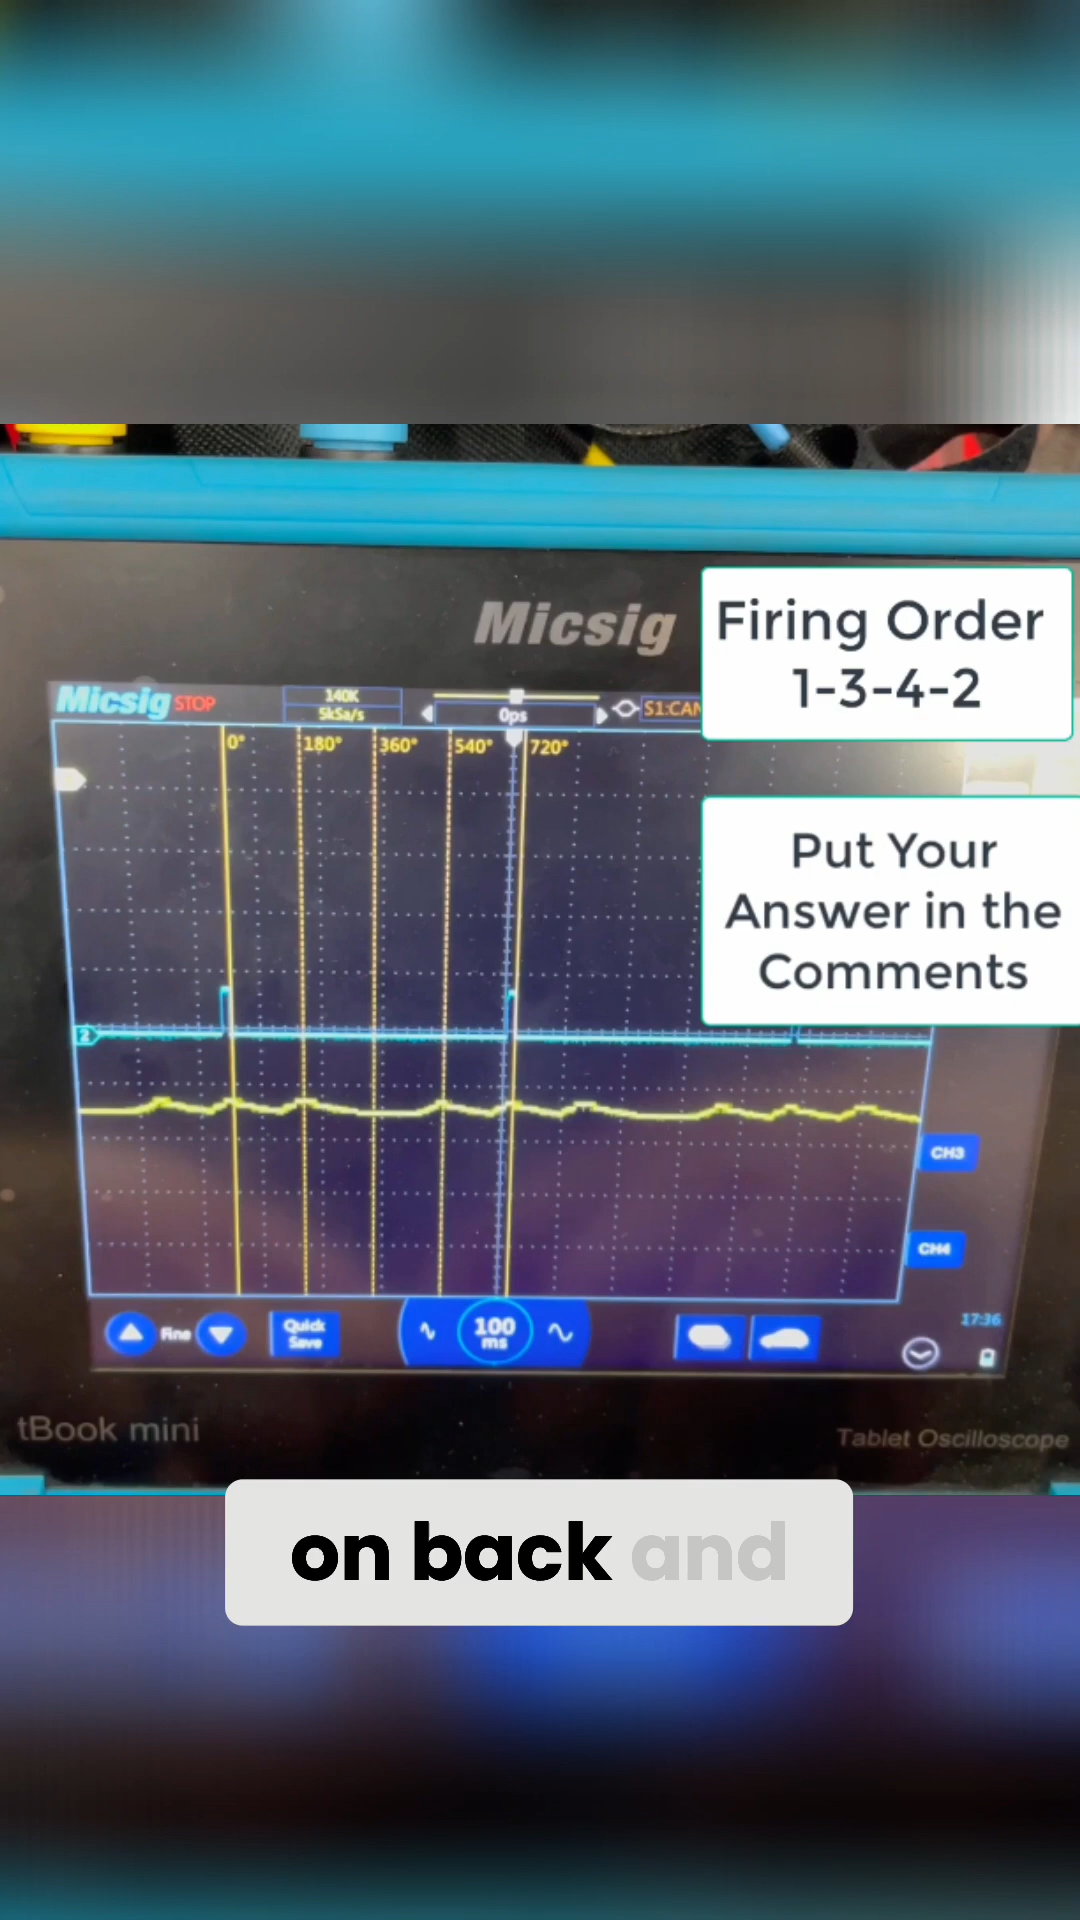 Micsig
Firing Order
1-3-4-2
Micsig STOP
140K
5kSa/s
0ps
S1:CAN
0° 180° 360° 540° 720°
Put Your
Answer in the
Comments
2
CH3
CH4
Fine
Quick
Save
100
ms
17:36
tBook mini
Tablet Oscilloscope
on back and